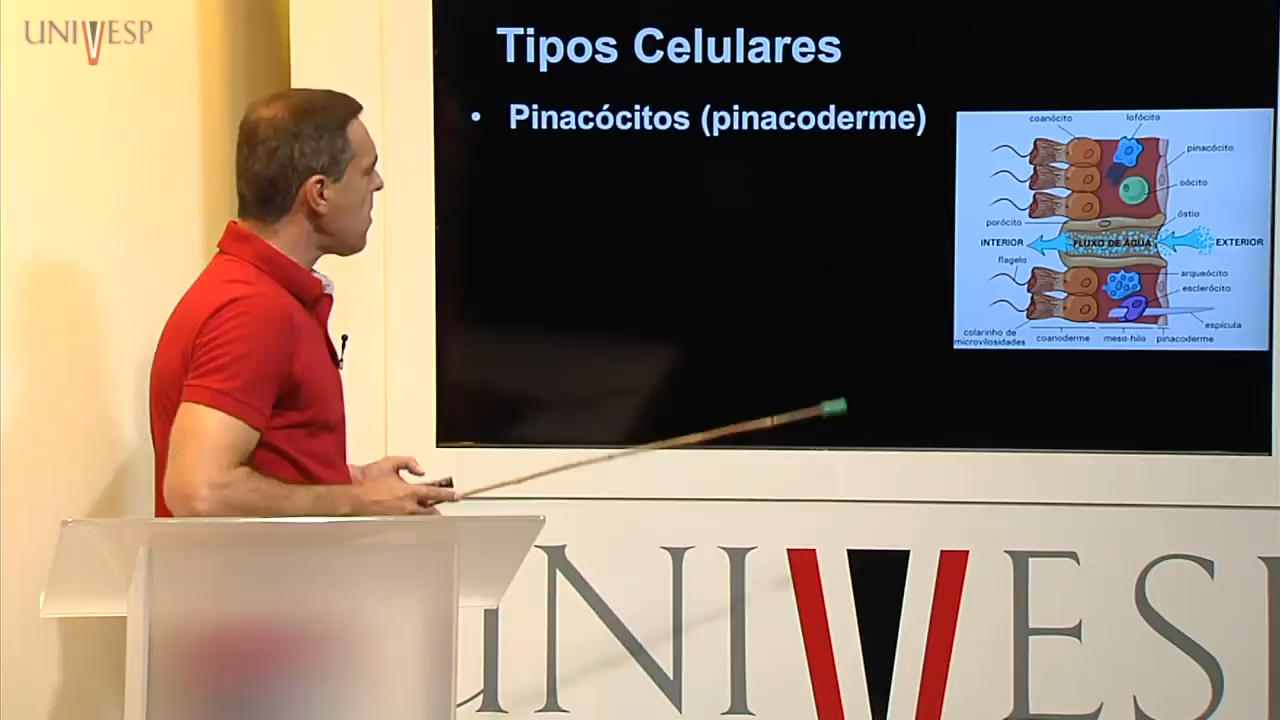 UNIVESP
Tipos Celulares
• Pinacócitos (pinacoderme)
coanócito
lofócito
pinacócito
oócito
óstio
porócito
INTERIOR
FLUXO DE ÁGUA
EXTERIOR
flagelo
arqueócito
esclerócito
espícula
colarinho de
microvilosidades
coanoderme
meso-hilo
pinacoderme
UNIVESP